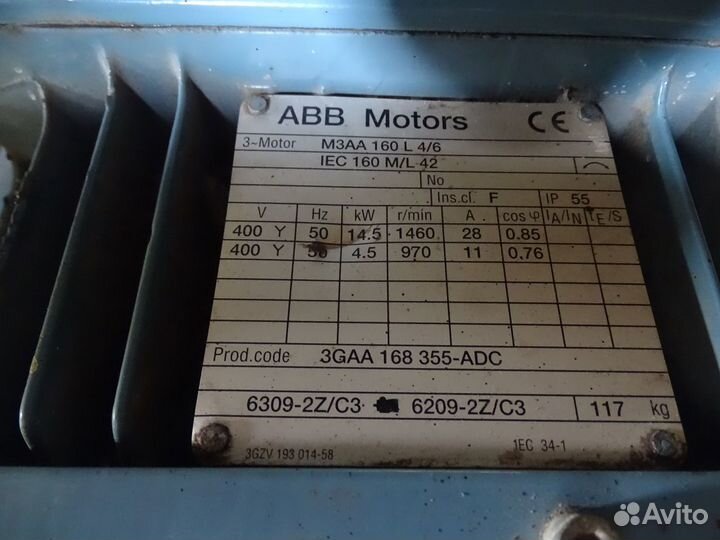 ABB Motors CE
3~Motor M3AA 160 L 4/6
IEC 160 M/L 42
No
Ins.cl. F IP 55
V Hz kW r/min A cos φ IA/IN tE/S
400 Y 50 14.5 1460 28 0.85
400 Y 50 4.5 970 11 0.76
Prod.code 3GAA 168 355-ADC
6309-2Z/C3 6209-2Z/C3 117 kg
3GZV 193 014-58 IEC 34-1
Avito